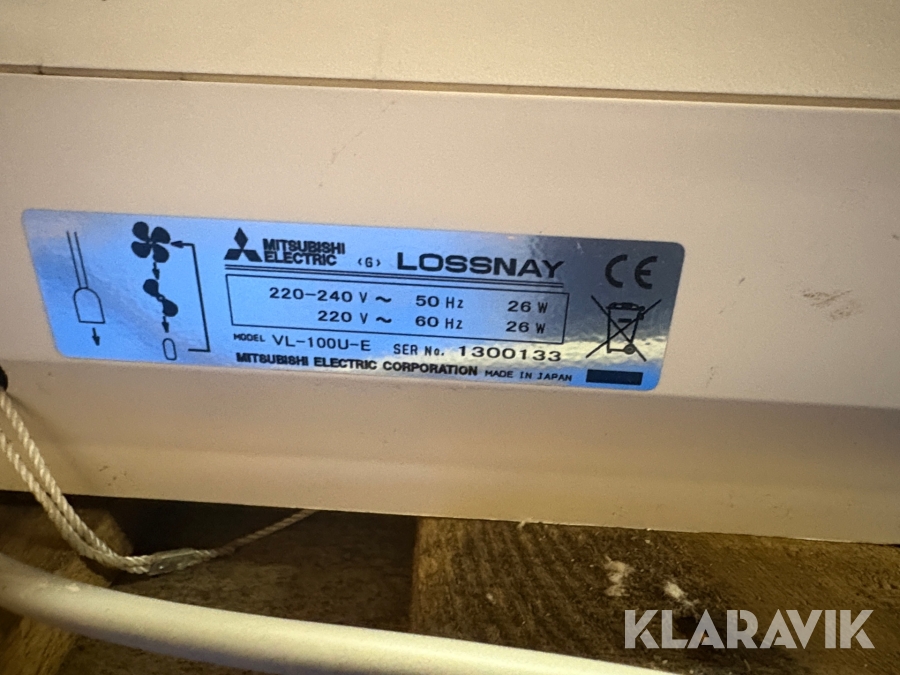 MITSUBISHI ELECTRIC <G> LOSSNAY
220-240 V ~ 50 Hz 26 W
220 V ~ 60 Hz 26 W
MODEL VL-100U-E SER No. 1300133
MITSUBISHI ELECTRIC CORPORATION MADE IN JAPAN
CE
KLARAVIK